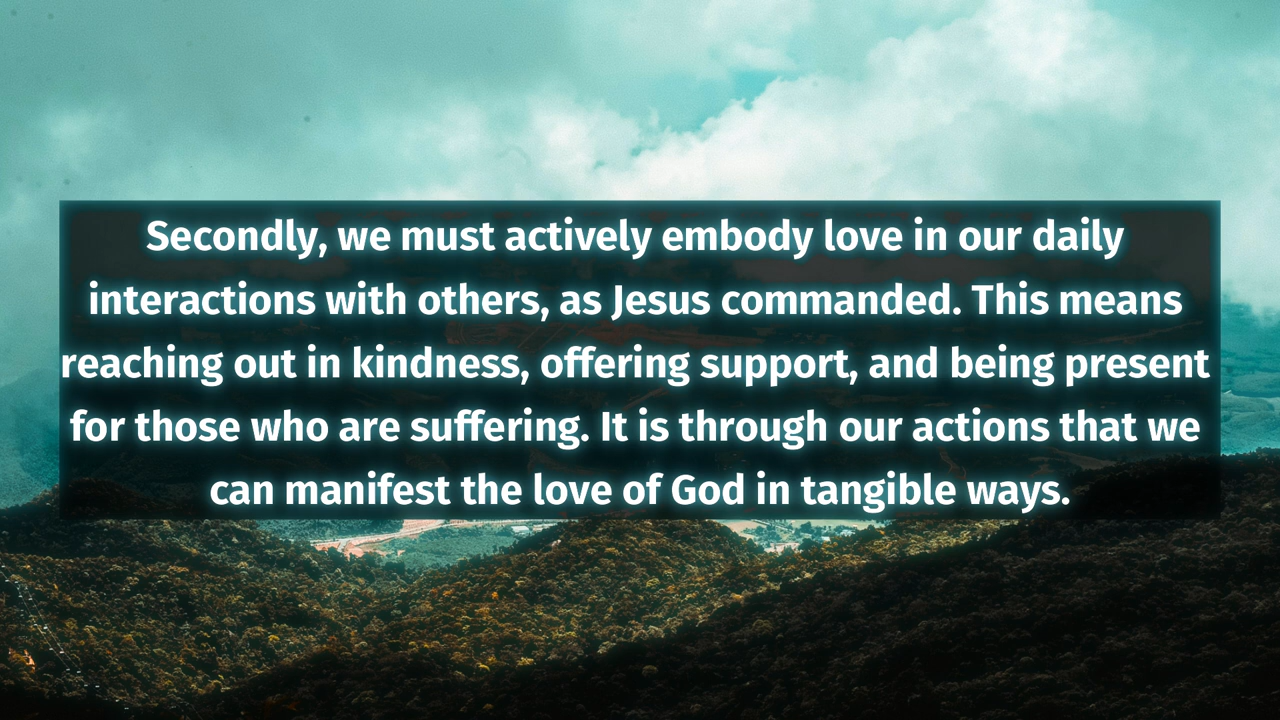 Secondly, we must actively embody love in our daily
interactions with others, as Jesus commanded. This means
reaching out in kindness, offering support, and being present
for those who are suffering. It is through our actions that we
can manifest the love of God in tangible ways.